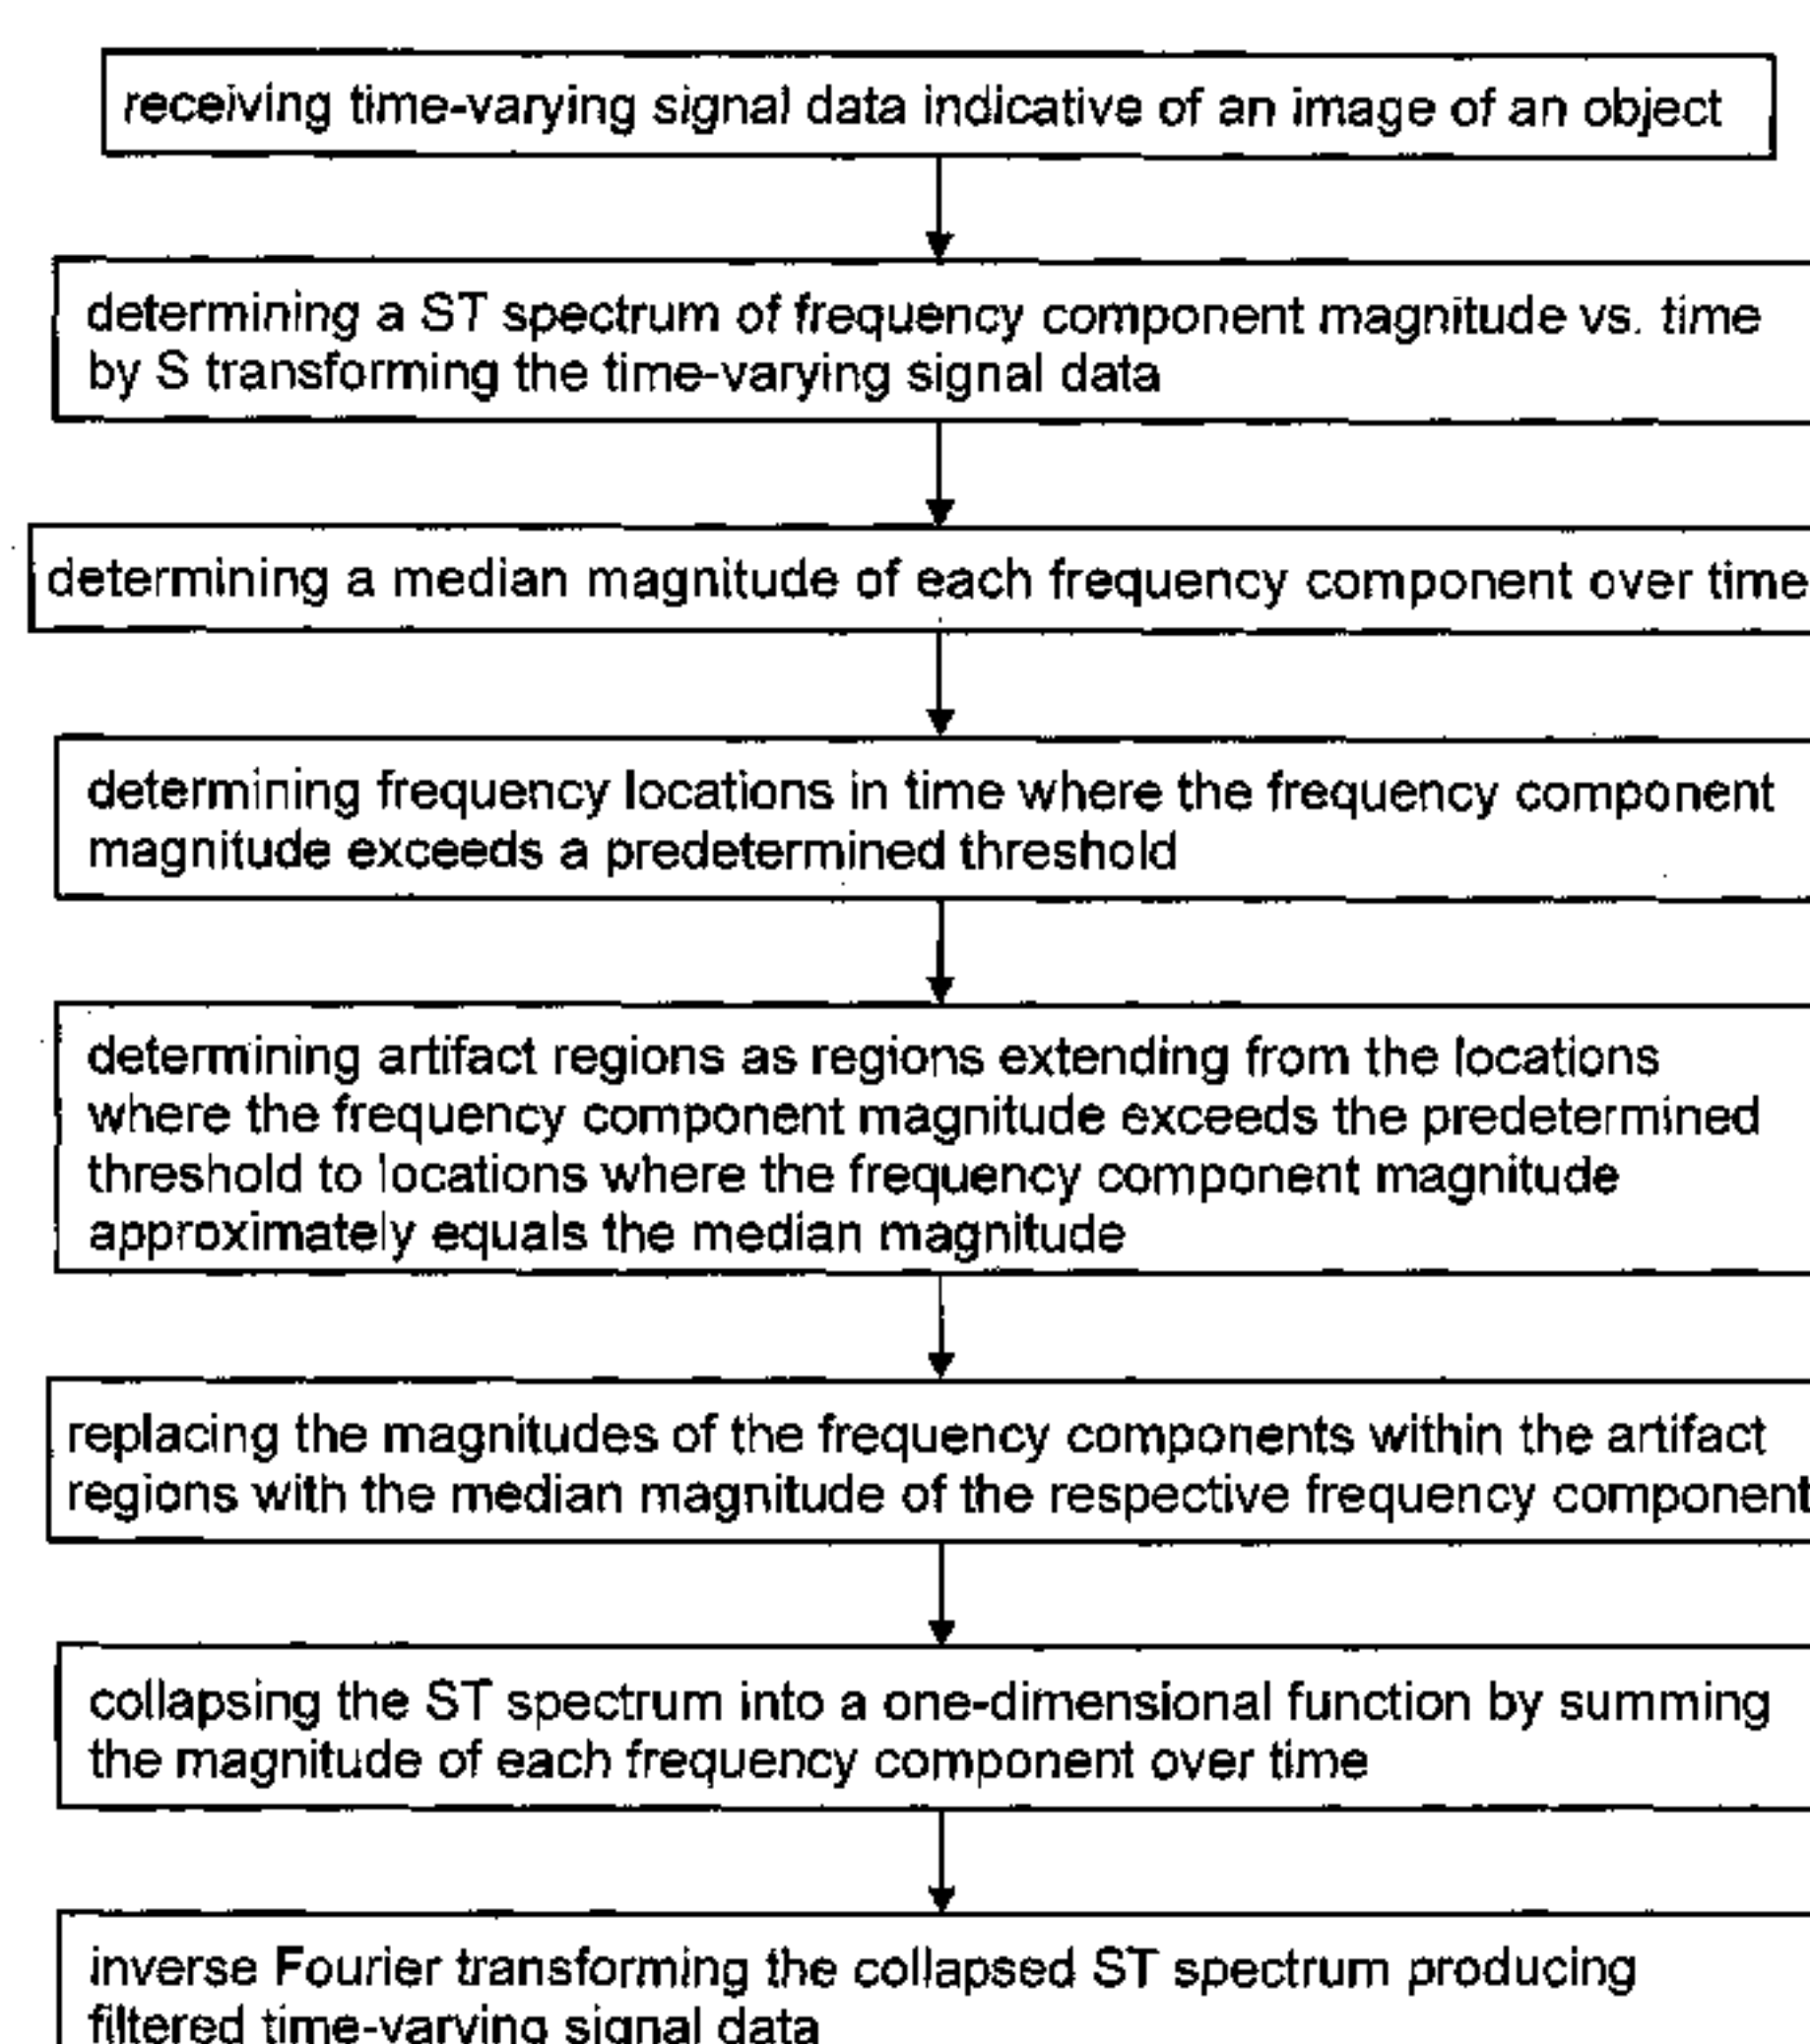 receiving time-varying signal data indicative of an image of an object
determining a ST spectrum of frequency component magnitude vs. time
by S transforming the time-varying signal data
determining a median magnitude of each frequency component over time
determining frequency locations in time where the frequency component
magnitude exceeds a predetermined threshold
determining artifact regions as regions extending from the locations
where the frequency component magnitude exceeds the predetermined
threshold to locations where the frequency component magnitude
approximately equals the median magnitude
replacing the magnitudes of the frequency components within the artifact
regions with the median magnitude of the respective frequency component
collapsing the ST spectrum into a one-dimensional function by summing
the magnitude of each frequency component over time
inverse Fourier transforming the collapsed ST spectrum producing
filtered time-varying signal data